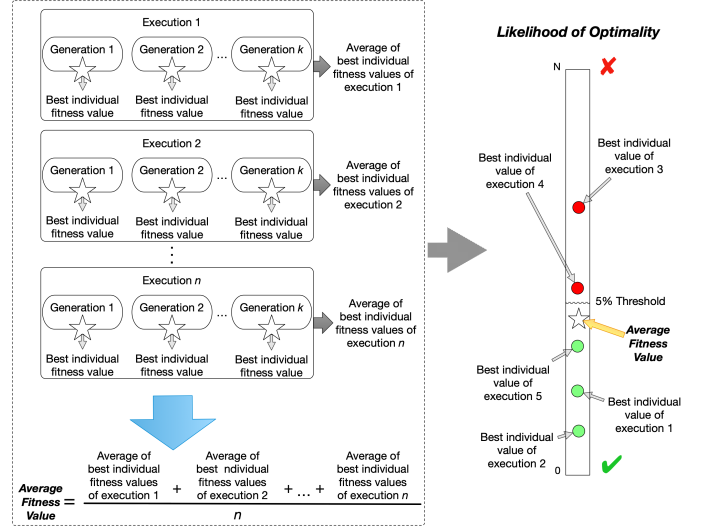 Execution 1
Generation 1
Generation 2
...
Generation k
Best individual
fitness value
Best individual
fitness value
Best individual
fitness value
Average of
best individual
fitness values of
execution 1
Execution 2
Generation 1
Generation 2
...
Generation k
Best individual
fitness value
Best individual
fitness value
Best individual
fitness value
Average of
best individual
fitness values of
execution 2
Execution n
Generation 1
Generation 2
...
Generation k
Best individual
fitness value
Best individual
fitness value
Best individual
fitness value
Average of
best individual
fitness values of
execution n
Average
Fitness
Value
=
Average of
best individual
fitness values
of execution 1
+
Average of
best ndividual
fitness values
of execution 2
+ ... +
Average of
best individual
fitness values
of execution n
n
Likelihood of Optimality
N
Best individual
value of
execution 3
Best individual
value of
execution 4
5% Threshold
Average
Fitness
Value
Best individual
value of
execution 5
Best individual
value of
execution 1
Best individual
value of
execution 2
0